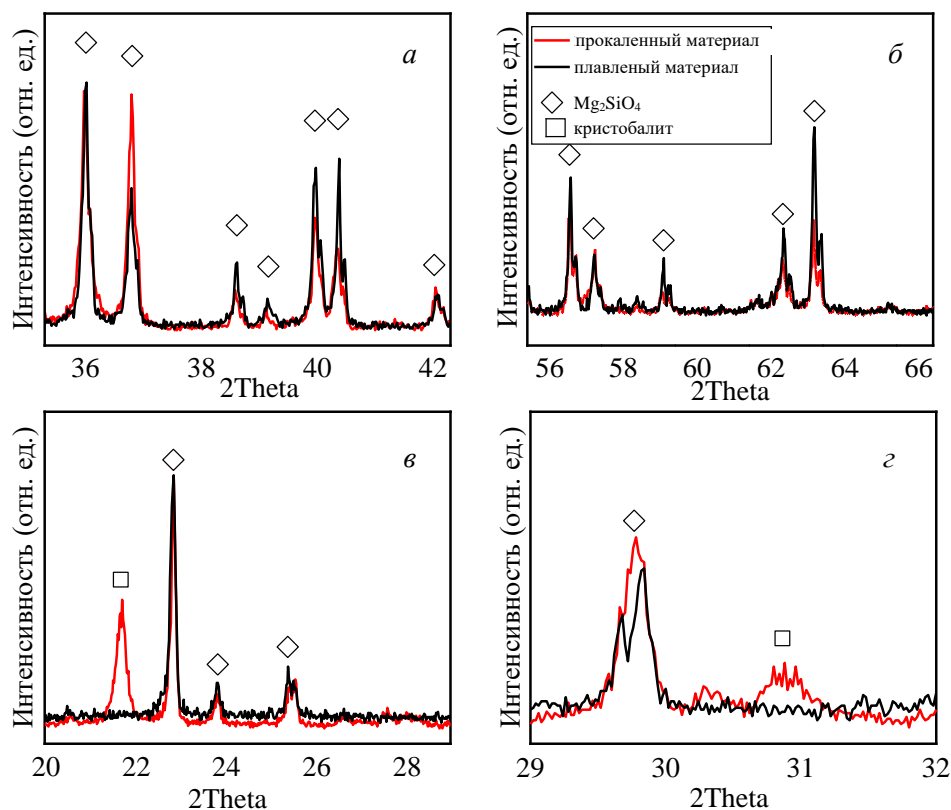 Интенсивность (отн. ед.)
а
36 38 40 42
2Theta
Интенсивность (отн. ед.)
прокаленный материал
б
плавленый материал
Mg₂SiO₄
кристобалит
56 58 60 62 64 66
2Theta
Интенсивность (отн. ед.)
в
20 22 24 26 28
2Theta
Интенсивность (отн. ед.)
г
29 30 31 32
2Theta